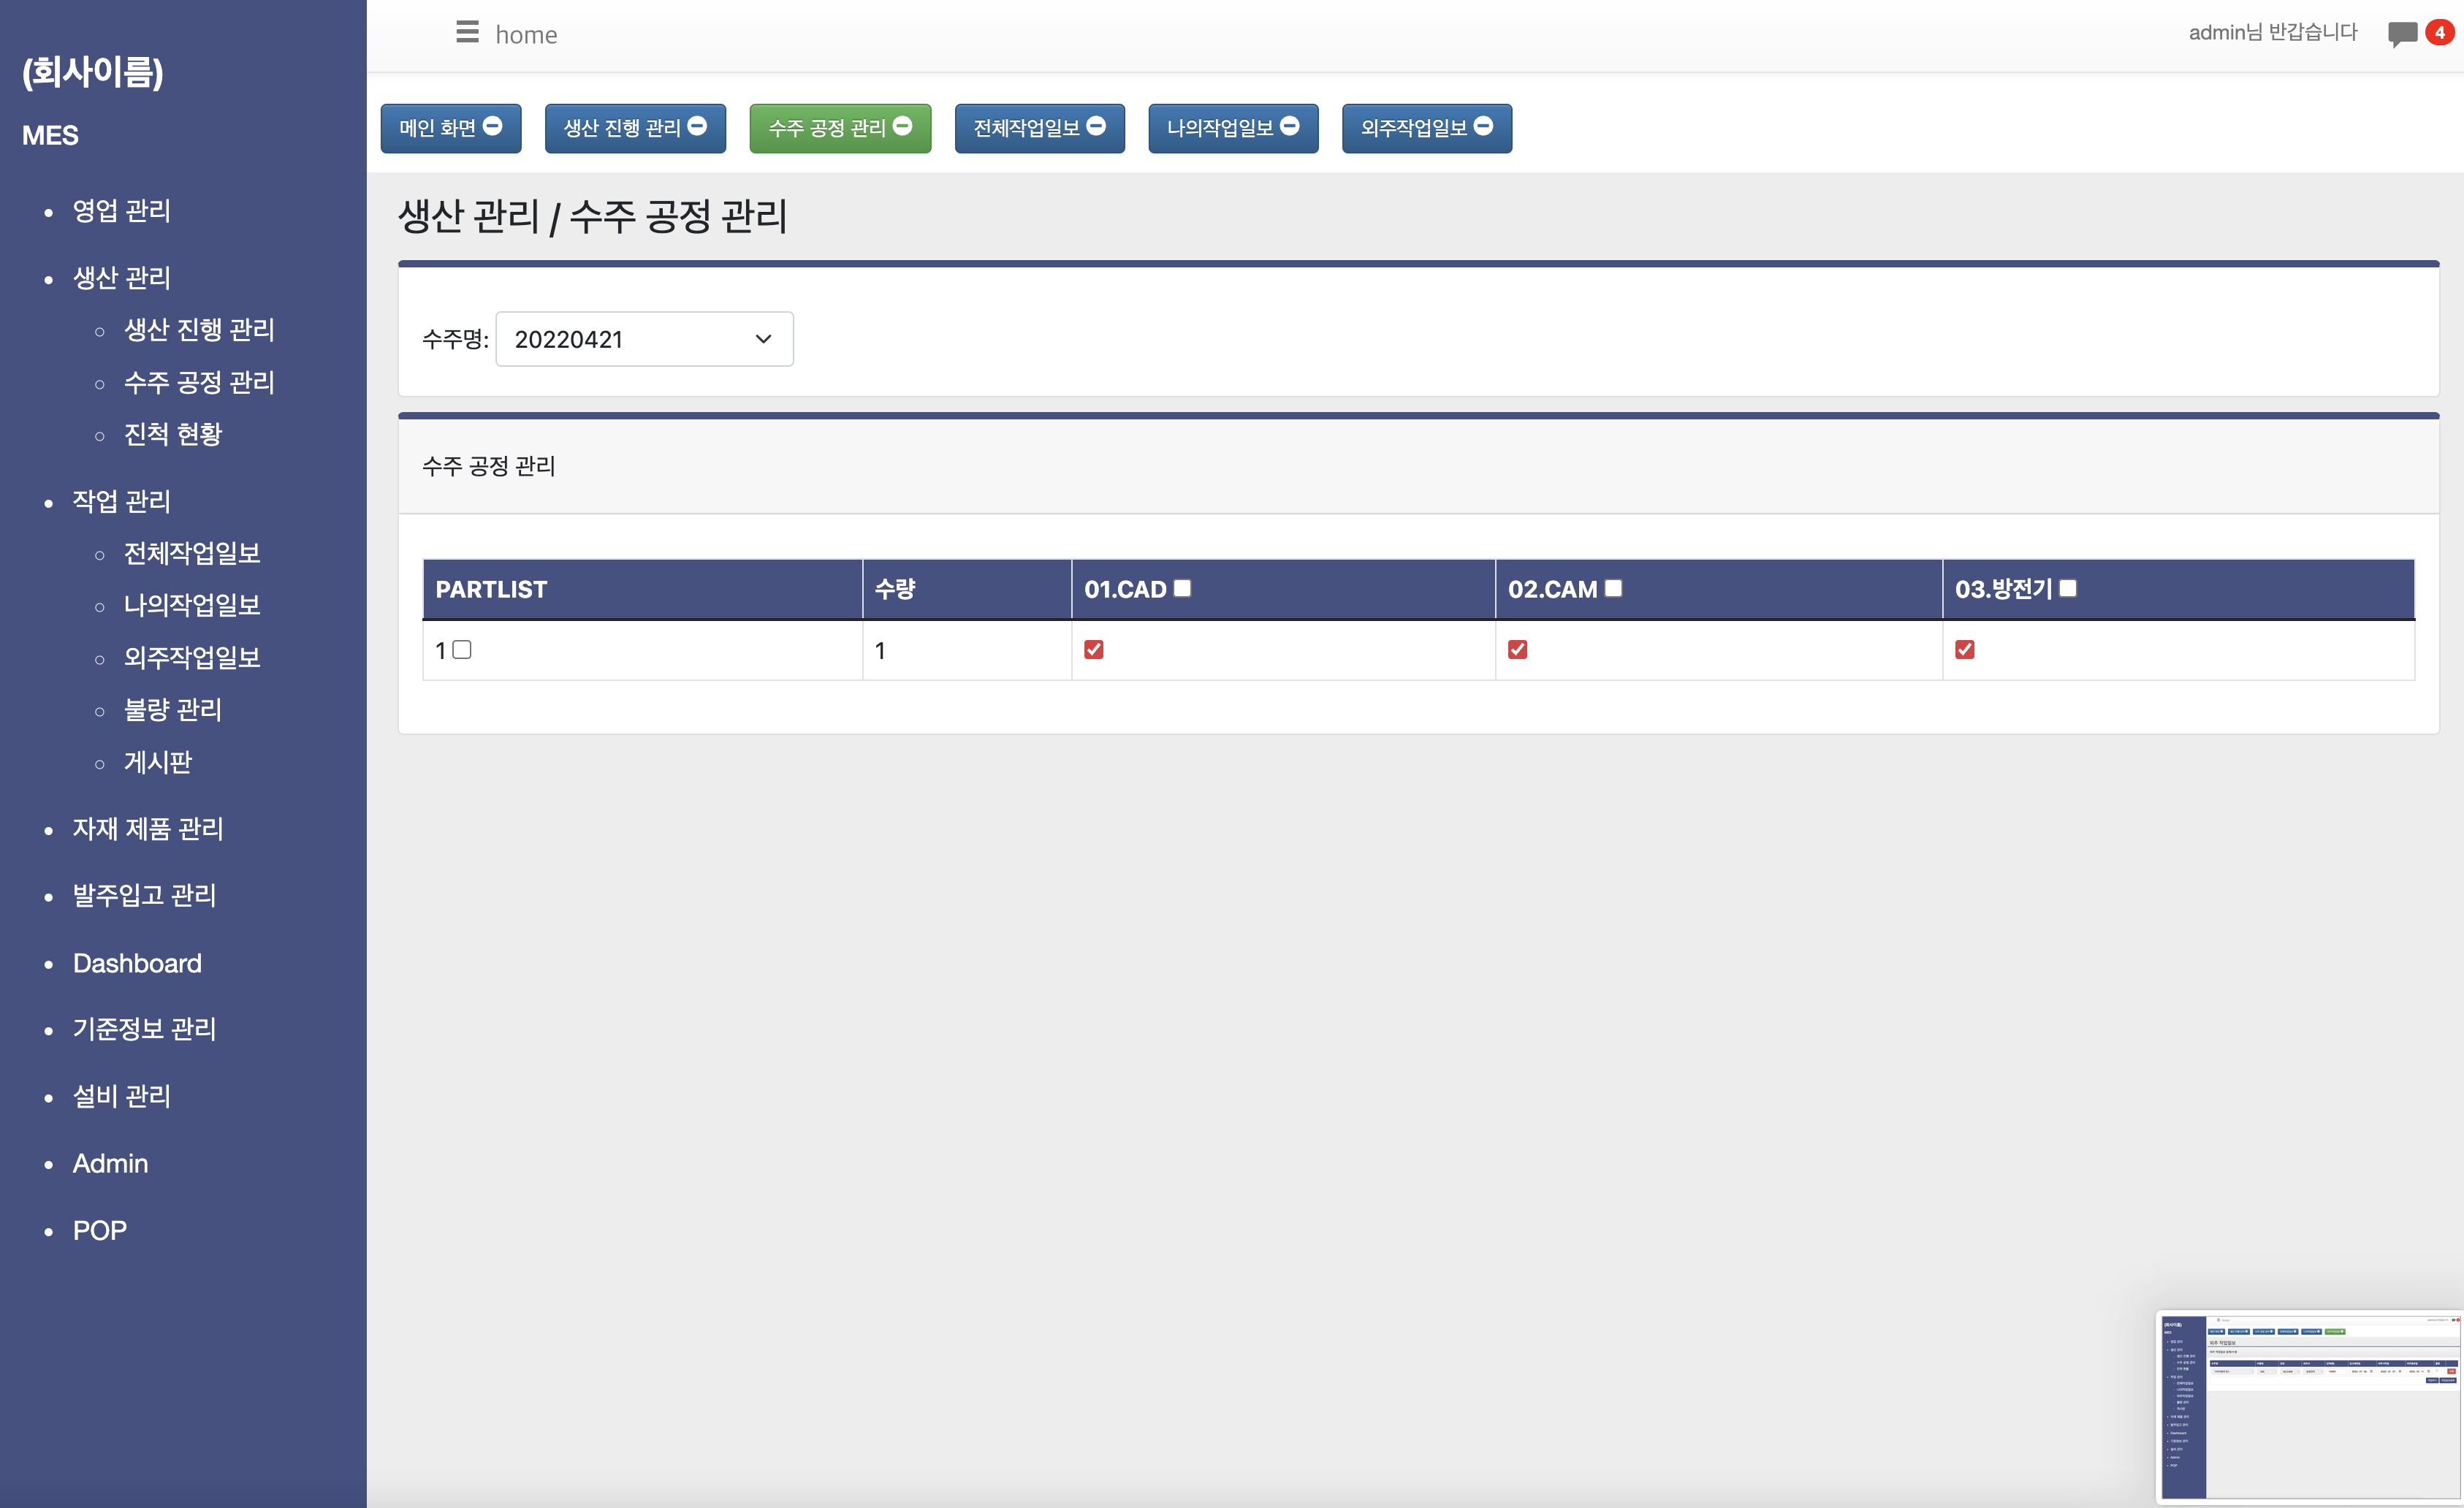 (회사이름)
MES
영업 관리
생산 관리
생산 진행 관리
수주 공정 관리
진척 현황
작업 관리
전체작업일보
나의작업일보
외주작업일보
불량 관리
게시판
자재 제품 관리
발주입고 관리
Dashboard
기준정보 관리
설비 관리
Admin
POP
home
admin님 반갑습니다 4
메인 화면 생산 진행 관리 수주 공정 관리 전체작업일보 나의작업일보 외주작업일보
생산 관리 / 수주 공정 관리
수주명: 20220421
수주 공정 관리
PARTLIST 수량 01.CAD 02.CAM 03.방전기
1 1